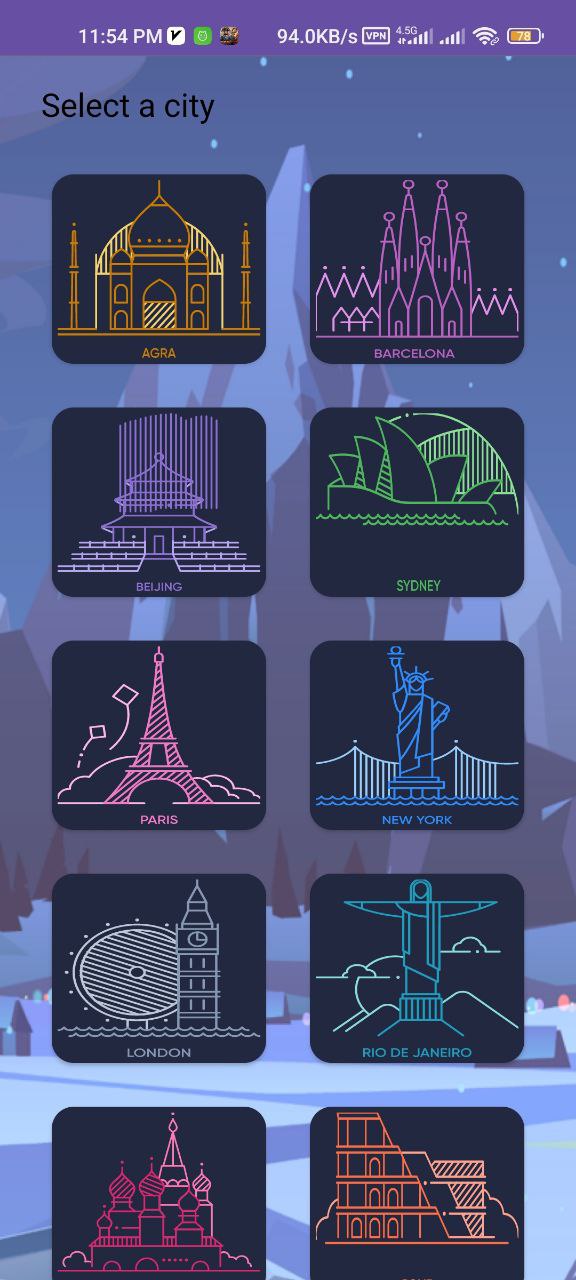 11:54 PM 94.0KB/s VPN 4.5G 78
Select a city
AGRA
BARCELONA
BEIJING
SYDNEY
PARIS
NEW YORK
LONDON
RIO DE JANEIRO